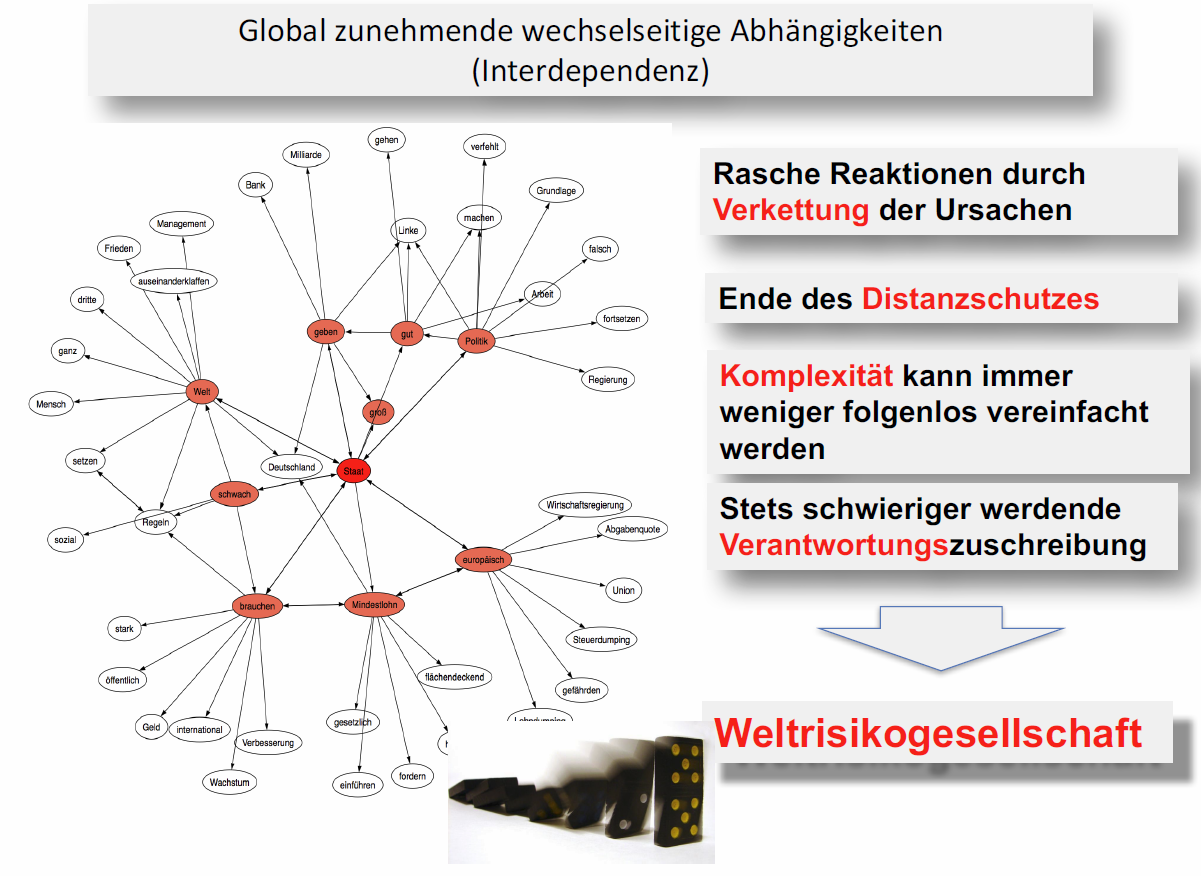 Global zunehmende wechselseitige Abhängigkeiten
(Interdependenz)
gehen
verfehlt
Milliarde
Bank
Grundlage
Management
machen
Linke
Frieden
falsch
auseinanderklaffen
dritte
Arbeit
fortsetzen
geben
gut
Politik
ganz
Regierung
Welt
Mensch
groß
setzen
Deutschland
Staat
schwach
Wirtschaftsregierung
Regeln
Abgabenquote
sozial
europäisch
Union
brauchen
Mindestlohn
stark
Steuerdumping
öffentlich
flächendeckend
gefährden
gesetzlich
Lohndumping
Geld
international
Verbesserung
Wachstum
einführen
fordern
Rasche Reaktionen durch
Verkettung der Ursachen
Ende des Distanzschutzes
Komplexität kann immer
weniger folgenlos vereinfacht
werden
Stets schwieriger werdende
Verantwortungszuschreibung
Weltrisikogesellschaft